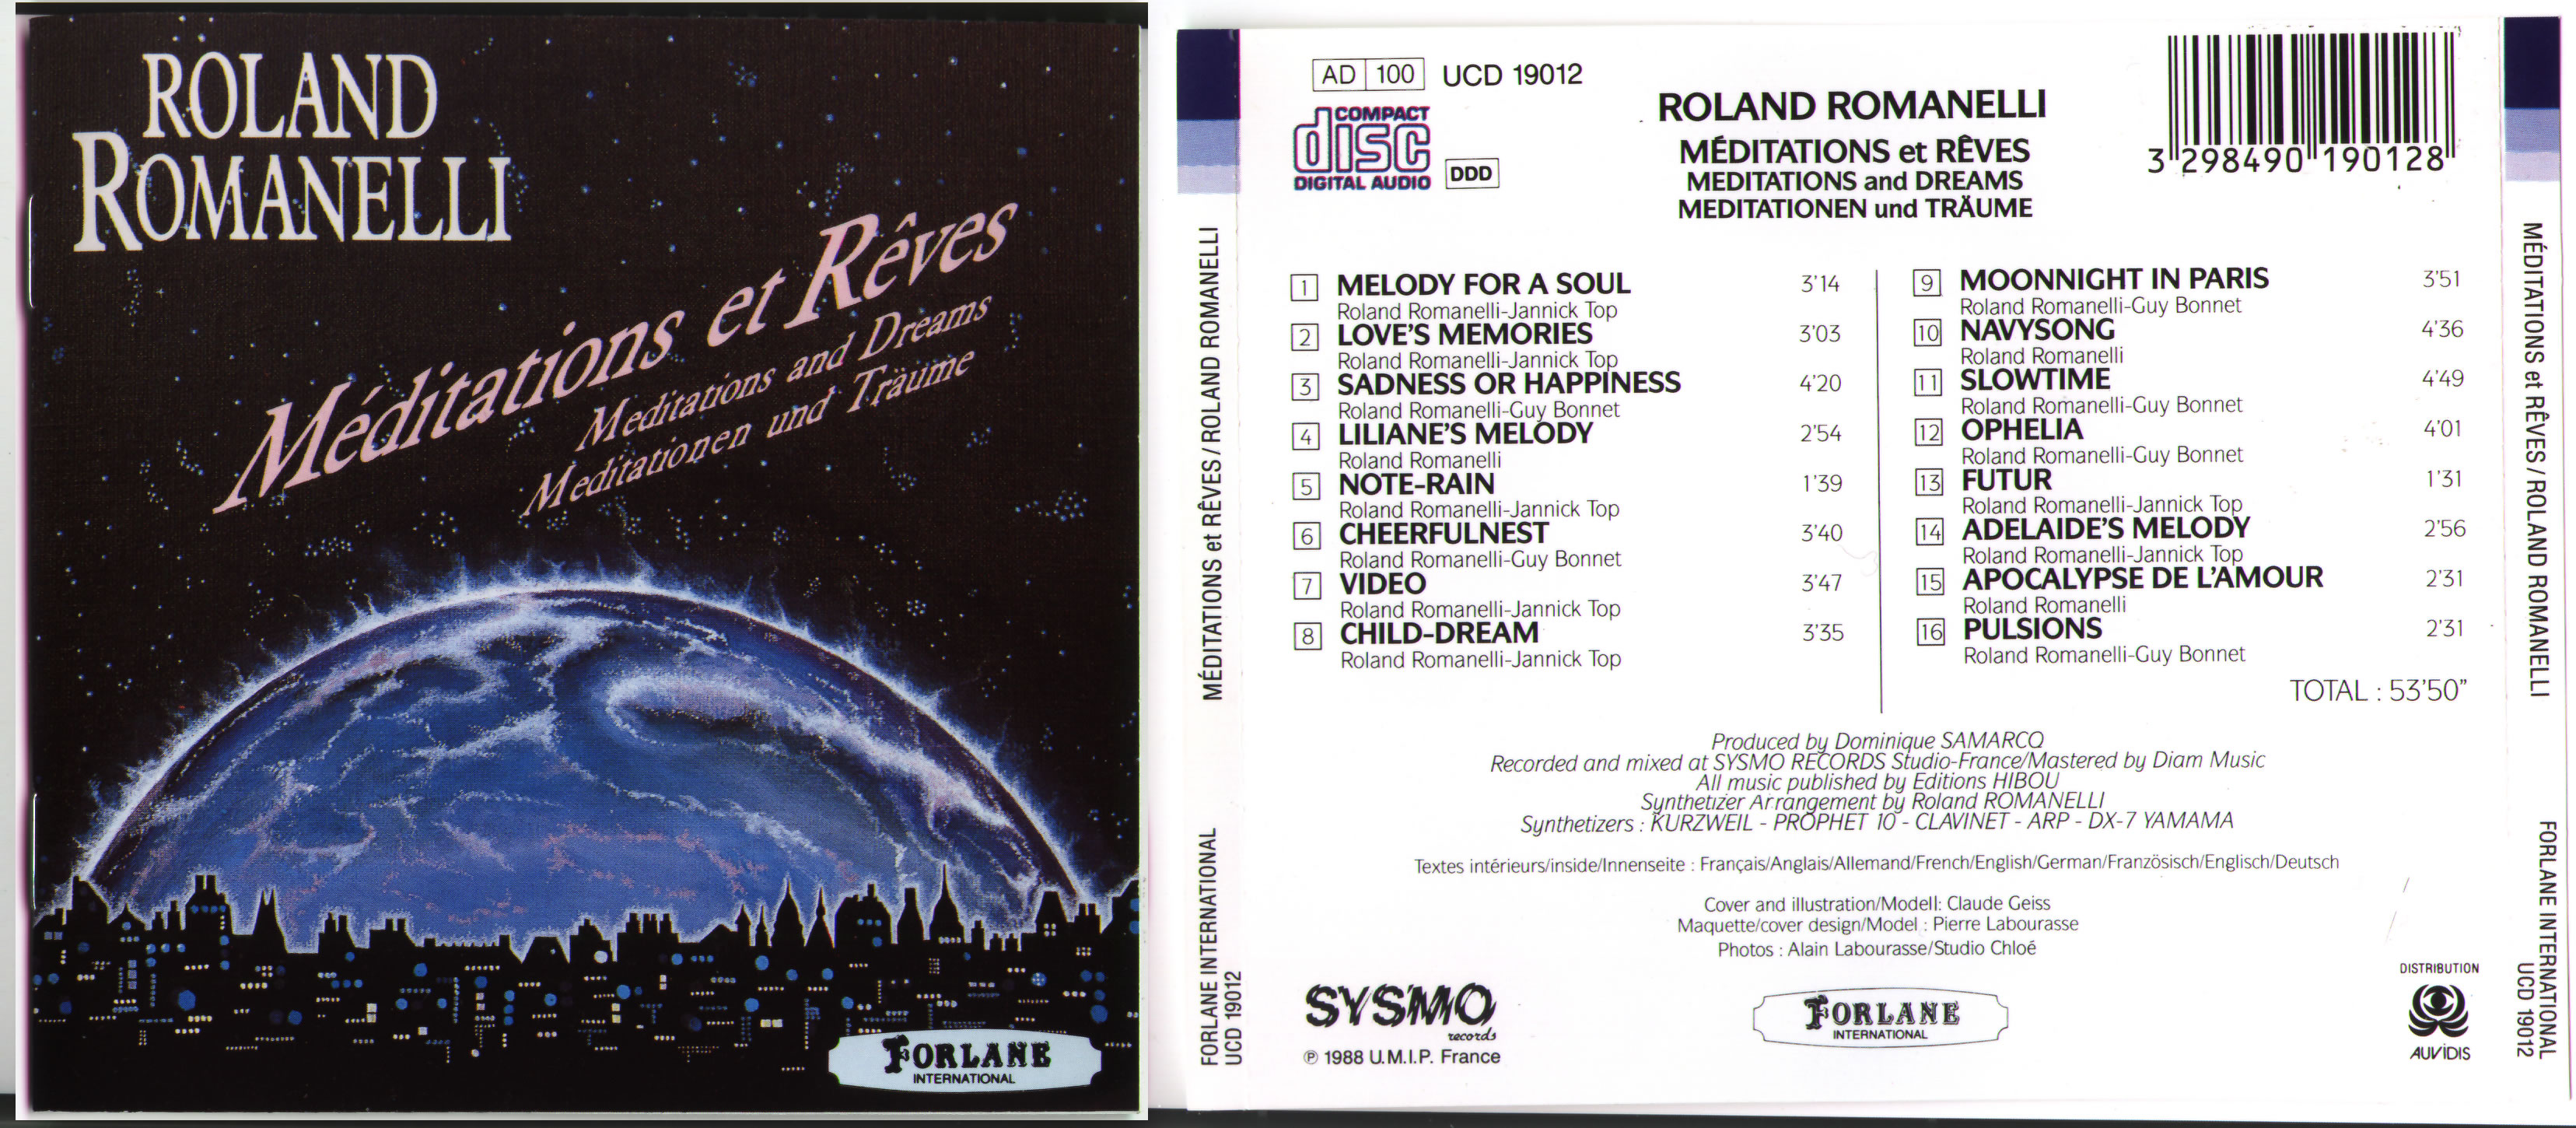 ROLAND
ROMANELLI
Méditations et Rêves
Meditations and Dreams
Meditationen und Träume
FORLANE
INTERNATIONAL
MÉDITATIONS et RÊVES / ROLAND ROMANELLI
FORLANE INTERNATIONAL
UCD 19012
AD 100 UCD 19012
COMPACT
disc
DIGITAL AUDIO
DDD
ROLAND ROMANELLI
MÉDITATIONS et RÊVES
MEDITATIONS and DREAMS
MEDITATIONEN und TRÄUME
3 298490 190128
1 MELODY FOR A SOUL 3'14
Roland Romanelli-Jannick Top
2 LOVE'S MEMORIES 3'03
Roland Romanelli-Jannick Top
3 SADNESS OR HAPPINESS 4'20
Roland Romanelli-Guy Bonnet
4 LILIANE'S MELODY 2'54
Roland Romanelli
5 NOTE-RAIN 1'39
Roland Romanelli-Jannick Top
6 CHEERFULNEST 3'40
Roland Romanelli-Guy Bonnet
7 VIDEO 3'47
Roland Romanelli-Jannick Top
8 CHILD-DREAM 3'35
Roland Romanelli-Jannick Top
9 MOONNIGHT IN PARIS 3'51
Roland Romanelli-Guy Bonnet
10 NAVYSONG 4'36
Roland Romanelli
11 SLOWTIME 4'49
Roland Romanelli-Guy Bonnet
12 OPHELIA 4'01
Roland Romanelli-Guy Bonnet
13 FUTUR 1'31
Roland Romanelli-Jannick Top
14 ADELAIDE'S MELODY 2'56
Roland Romanelli-Jannick Top
15 APOCALYPSE DE L'AMOUR 2'31
Roland Romanelli
16 PULSIONS 2'31
Roland Romanelli-Guy Bonnet
TOTAL : 53'50"
Produced by Dominique SAMARCQ
Recorded and mixed at SYSMO RECORDS Studio-France/Mastered by Diam Music
All music published by Editions HIBOU
Synthetizer Arrangement by Roland ROMANELLI
Synthetizers : KURZWEIL - PROPHET 10 - CLAVINET - ARP - DX-7 YAMAMA
Textes intérieurs/inside/Innenseite : Français/Anglais/Allemand/French/English/German/Französisch/Englisch/Deutsch
Cover and illustration/Modell: Claude Geiss
Maquette/cover design/Model : Pierre Labourasse
Photos : Alain Labourasse/Studio Chloé
SYSMO
records
℗ 1988 U.M.I.P. France
FORLANE
INTERNATIONAL
DISTRIBUTION
AUVIDIS
MÉDITATIONS et RÊVES / ROLAND ROMANELLI
FORLANE INTERNATIONAL
UCD 19012